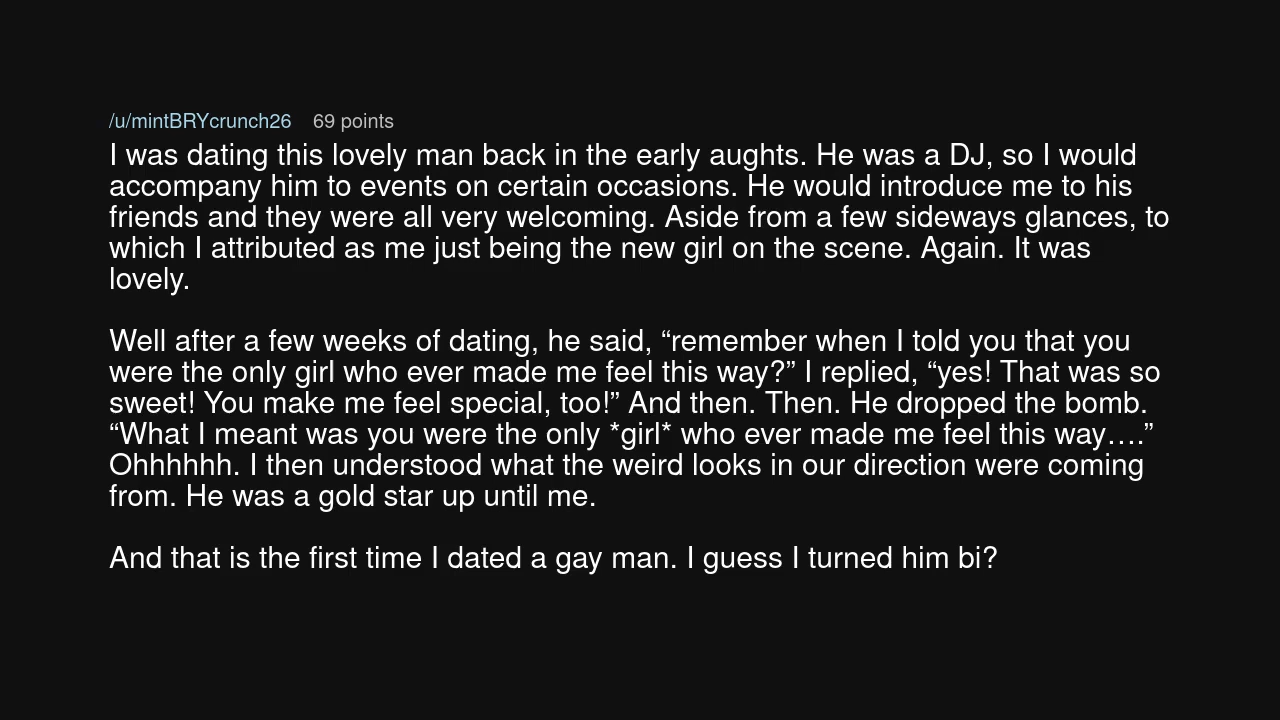 /u/mintBRYcrunch26 69 points
I was dating this lovely man back in the early aughts. He was a DJ, so I would
accompany him to events on certain occasions. He would introduce me to his
friends and they were all very welcoming. Aside from a few sideways glances, to
which I attributed as me just being the new girl on the scene. Again. It was
lovely.
Well after a few weeks of dating, he said, “remember when I told you that you
were the only girl who ever made me feel this way?” I replied, “yes! That was so
sweet! You make me feel special, too!” And then. Then. He dropped the bomb.
“What I meant was you were the only *girl* who ever made me feel this way….”
Ohhhhhh. I then understood what the weird looks in our direction were coming
from. He was a gold star up until me.
And that is the first time I dated a gay man. I guess I turned him bi?